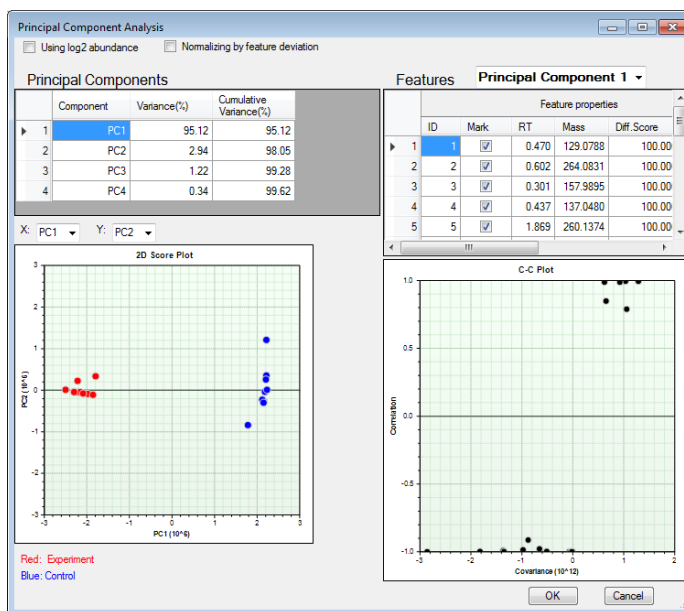 Principal Component Analysis
Using log2 abundance Normalizing by feature deviation
Principal Components
Component Variance(%) Cumulative Variance(%)
1 PC1 95.12 95.12
2 PC2 2.94 98.05
3 PC3 1.22 99.28
4 PC4 0.34 99.62
Features Principal Component 1
Feature properties
ID Mark RT Mass Diff.Score
1 1 0.470 129.0788 100.00
2 2 0.602 264.0831 100.00
3 3 0.301 157.9895 100.00
4 4 0.437 137.0480 100.00
5 5 1.869 260.1374 100.00
X: PC1 Y: PC2
2D Score Plot
PC2 (10^6)
3
2
1
0
-1
-2
-3
-3 -2 -1 0 1 2 3
PC1 (10^6)
Red: Experiment
Blue: Control
C-C Plot
Correlation
1.0
0.5
0.0
-0.5
-1.0
-3 -2 -1 0 1 2
Covariance (10^12)
OK Cancel